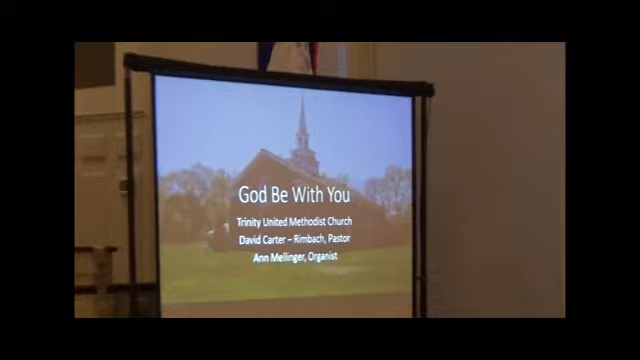 God Be With You
Trinity United Methodist Church
David Carter – Rimbach, Pastor
Ann Mellinger, Organist